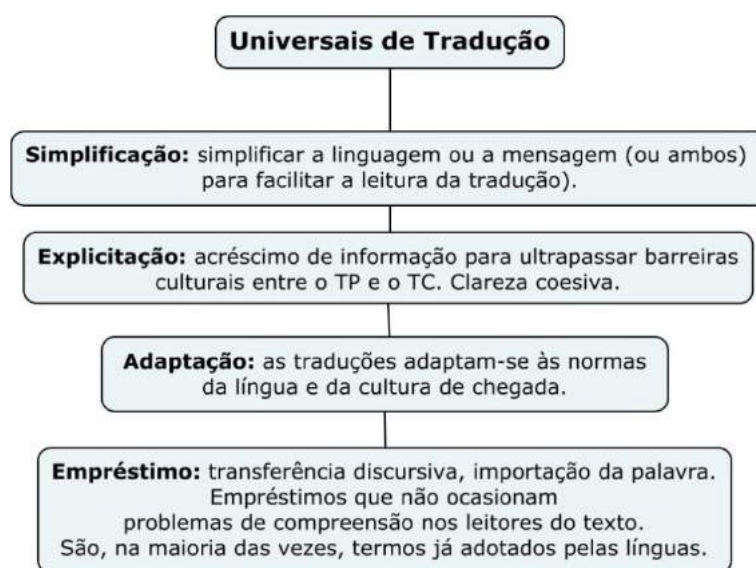 Universais de Tradução
Simplificação: simplificar a linguagem ou a mensagem (ou ambos)
para facilitar a leitura da tradução).
Explicitação: acréscimo de informação para ultrapassar barreiras
culturais entre o TP e o TC. Clareza coesiva.
Adaptação: as traduções adaptam-se às normas
da língua e da cultura de chegada.
Empréstimo: transferência discursiva, importação da palavra.
Empréstimos que não ocasionam
problemas de compreensão nos leitores do texto.
São, na maioria das vezes, termos já adotados pelas línguas.